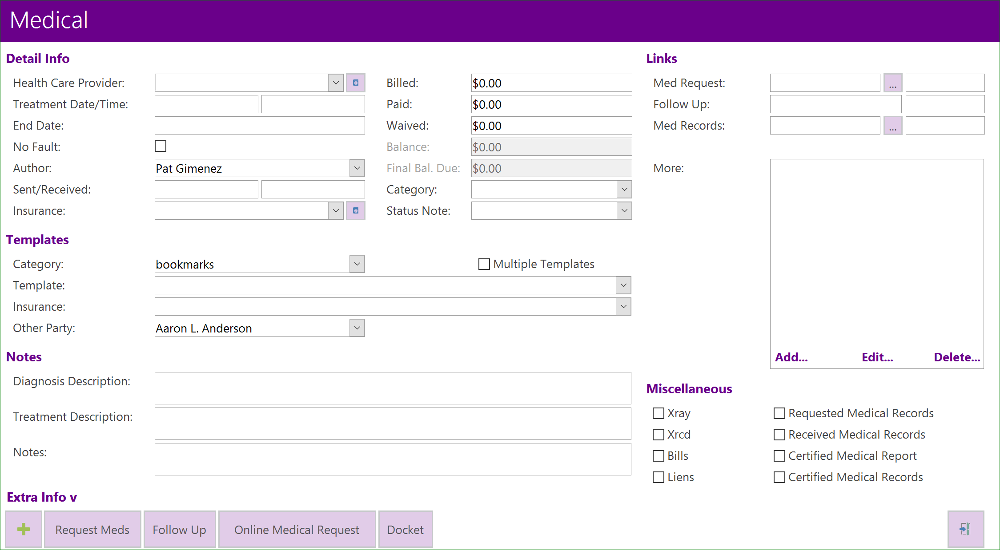 Medical
Detail Info
Health Care Provider:
Treatment Date/Time:
End Date:
No Fault:
Author: Pat Gimenez
Sent/Received:
Insurance:
Billed: $0.00
Paid: $0.00
Waived: $0.00
Balance: $0.00
Final Bal. Due: $0.00
Category:
Status Note:
Templates
Category: bookmarks
Multiple Templates
Template:
Insurance:
Other Party: Aaron L. Anderson
Notes
Diagnosis Description:
Treatment Description:
Notes:
Links
Med Request: ...
Follow Up:
Med Records: ...
More:
Add... Edit... Delete...
Miscellaneous
Xray Requested Medical Records
Xrcd Received Medical Records
Bills Certified Medical Report
Liens Certified Medical Records
Extra Info v
Request Meds Follow Up Online Medical Request Docket